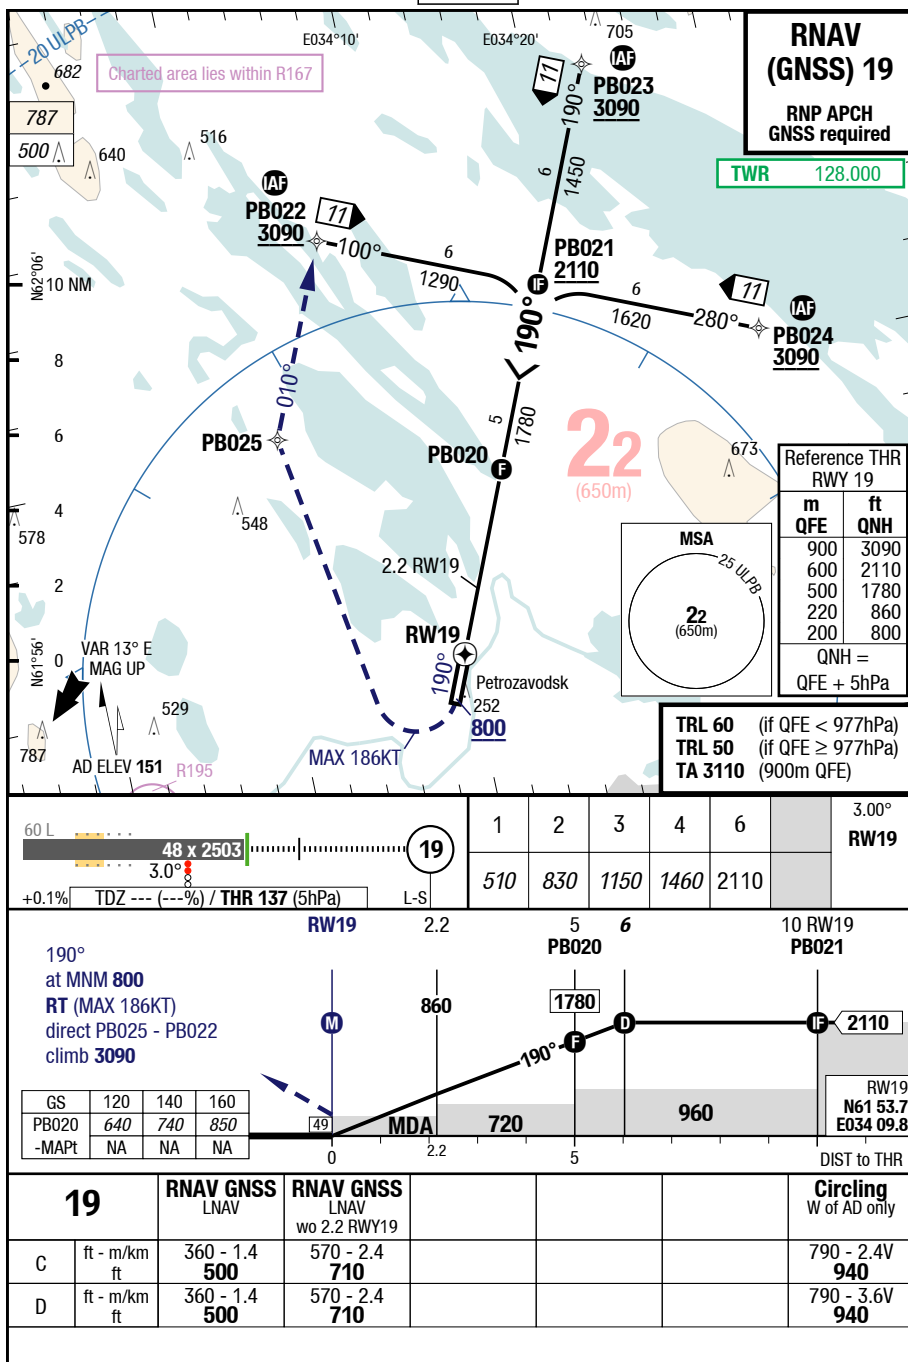 RNAV
(GNSS) 19
RNP APCH
GNSS required
TWR 128.000
20 ULPB
682
Charted area lies within R167
787
500
640
516
E034°10'
E034°20'
705
IAF
PB023
3090
11
190°
6
1450
IAF
PB022
3090
11
100°
6
1290
PB021
2110
IF
6
1620
280°
11
IAF
PB024
3090
N62°06'
10 NM
8
6
4
2
0
N61°56'
190°
5
1780
PB020
F
010°
PB025
548
578
22
(650m)
673
Reference THR
RWY 19
m ft
QFE QNH
900 3090
600 2110
500 1780
220 860
200 800
QNH =
QFE + 5hPa
MSA
25 ULPB
22
(650m)
2.2 RW19
RW19
190°
Petrozavodsk
252
800
MAX 186KT
VAR 13° E
MAG UP
529
787
AD ELEV 151
R195
TRL 60 (if QFE < 977hPa)
TRL 50 (if QFE ≥ 977hPa)
TA 3110 (900m QFE)
60 L
48 x 2503
19
3.0°
+0.1%
TDZ --- (---%) / THR 137 (5hPa)
L-S
1 2 3 4 6
510 830 1150 1460 2110
3.00°
RW19
RW19 2.2 5 6 10 RW19
PB020 PB021
190°
at MNM 800
RT (MAX 186KT)
direct PB025 - PB022
climb 3090
M
860
1780
F
D
IF
2110
190°
49
MDA
720
960
RW19
N61 53.7
E034 09.8
GS 120 140 160
PB020 640 740 850
-MAPt NA NA NA
0 2.2 5 DIST to THR
19
RNAV GNSS
LNAV
RNAV GNSS
LNAV
wo 2.2 RWY19
Circling
W of AD only
C ft - m/km 360 - 1.4 570 - 2.4 790 - 2.4V
ft 500 710 940
D ft - m/km 360 - 1.4 570 - 2.4 790 - 3.6V
ft 500 710 940